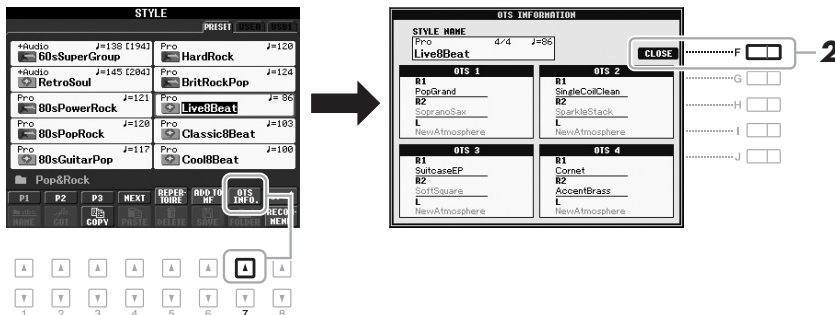 STYLE
PRESET USER USB1
+Audio ♩=138 [194]
60sSuperGroup
Pro ♩=120
HardRock
+Audio ♩=145 [204]
RetroSoul
Pro ♩=124
BritRockPop
Pro ♩=121
80sPowerRock
Pro ♩= 86
Live8Beat
Pro ♩=120
80sPopRock
Pro ♩=103
Classic8Beat
Pro ♩=117
80sGuitarPop
Pro ♩=100
Cool8Beat
Pop&Rock
P1 P2 P3 NEXT REPER-TOIRE ADD TO MF OTS INFO.
NAME CUT COPY PASTE DELETE SAVE FOLDER
1 2 3 4 5 6 7 8
OTS INFORMATION
STYLE NAME
Pro 4/4 ♩=86
Live8Beat
CLOSE
OTS 1
R1
PopGrand
R2
SopranoSax
L
NewAtmosphere
OTS 2
R1
SingleCoilClean
R2
SparkleStack
L
NewAtmosphere
OTS 3
R1
SuitcaseEP
R2
SoftSquare
L
NewAtmosphere
OTS 4
R1
Cornet
R2
AccentBrass
L
NewAtmosphere
F
G
H
I
J
2